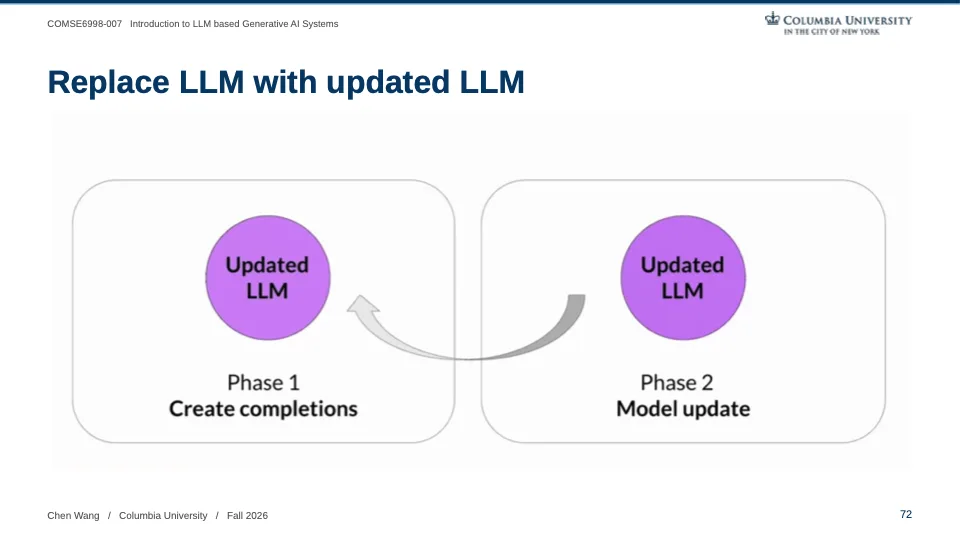 COMSE6998-007 Introduction to LLM based Generative AI Systems
COLUMBIA UNIVERSITY
IN THE CITY OF NEW YORK
Replace LLM with updated LLM
Updated
LLM
Phase 1
Create completions
Updated
LLM
Phase 2
Model update
Chen Wang / Columbia University / Fall 2026
72